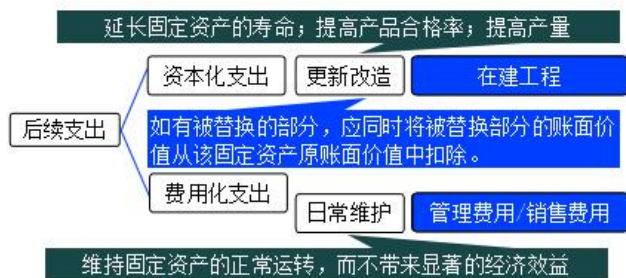 延长固定资产的寿命；提高产品合格率；提高产量
资本化支出
更新改造
在建工程
后续支出
如有被替换的部分，应同时将被替换部分的账面价
值从该固定资产原账面价值中扣除。
费用化支出
日常维护
管理费用/销售费用
维持固定资产的正常运转，而不带来显著的经济效益